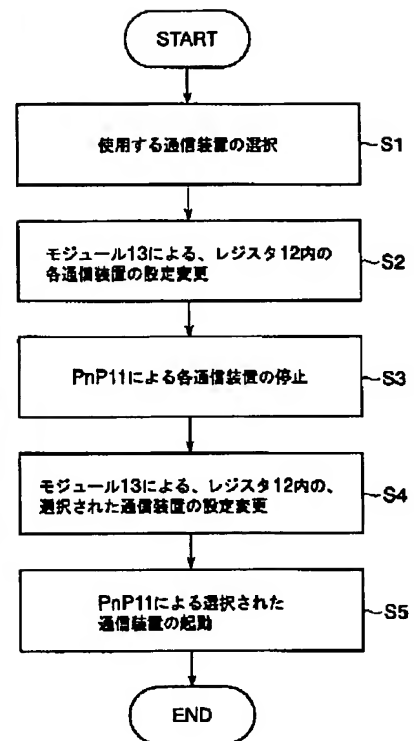 START
使用する通信装置の選択
S1
モジュール13による、レジスタ12内の
各通信装置の設定変更
S2
PnP11による各通信装置の停止
S3
モジュール13による、レジスタ12内の、
選択された通信装置の設定変更
S4
PnP11による選択された
通信装置の起動
S5
END